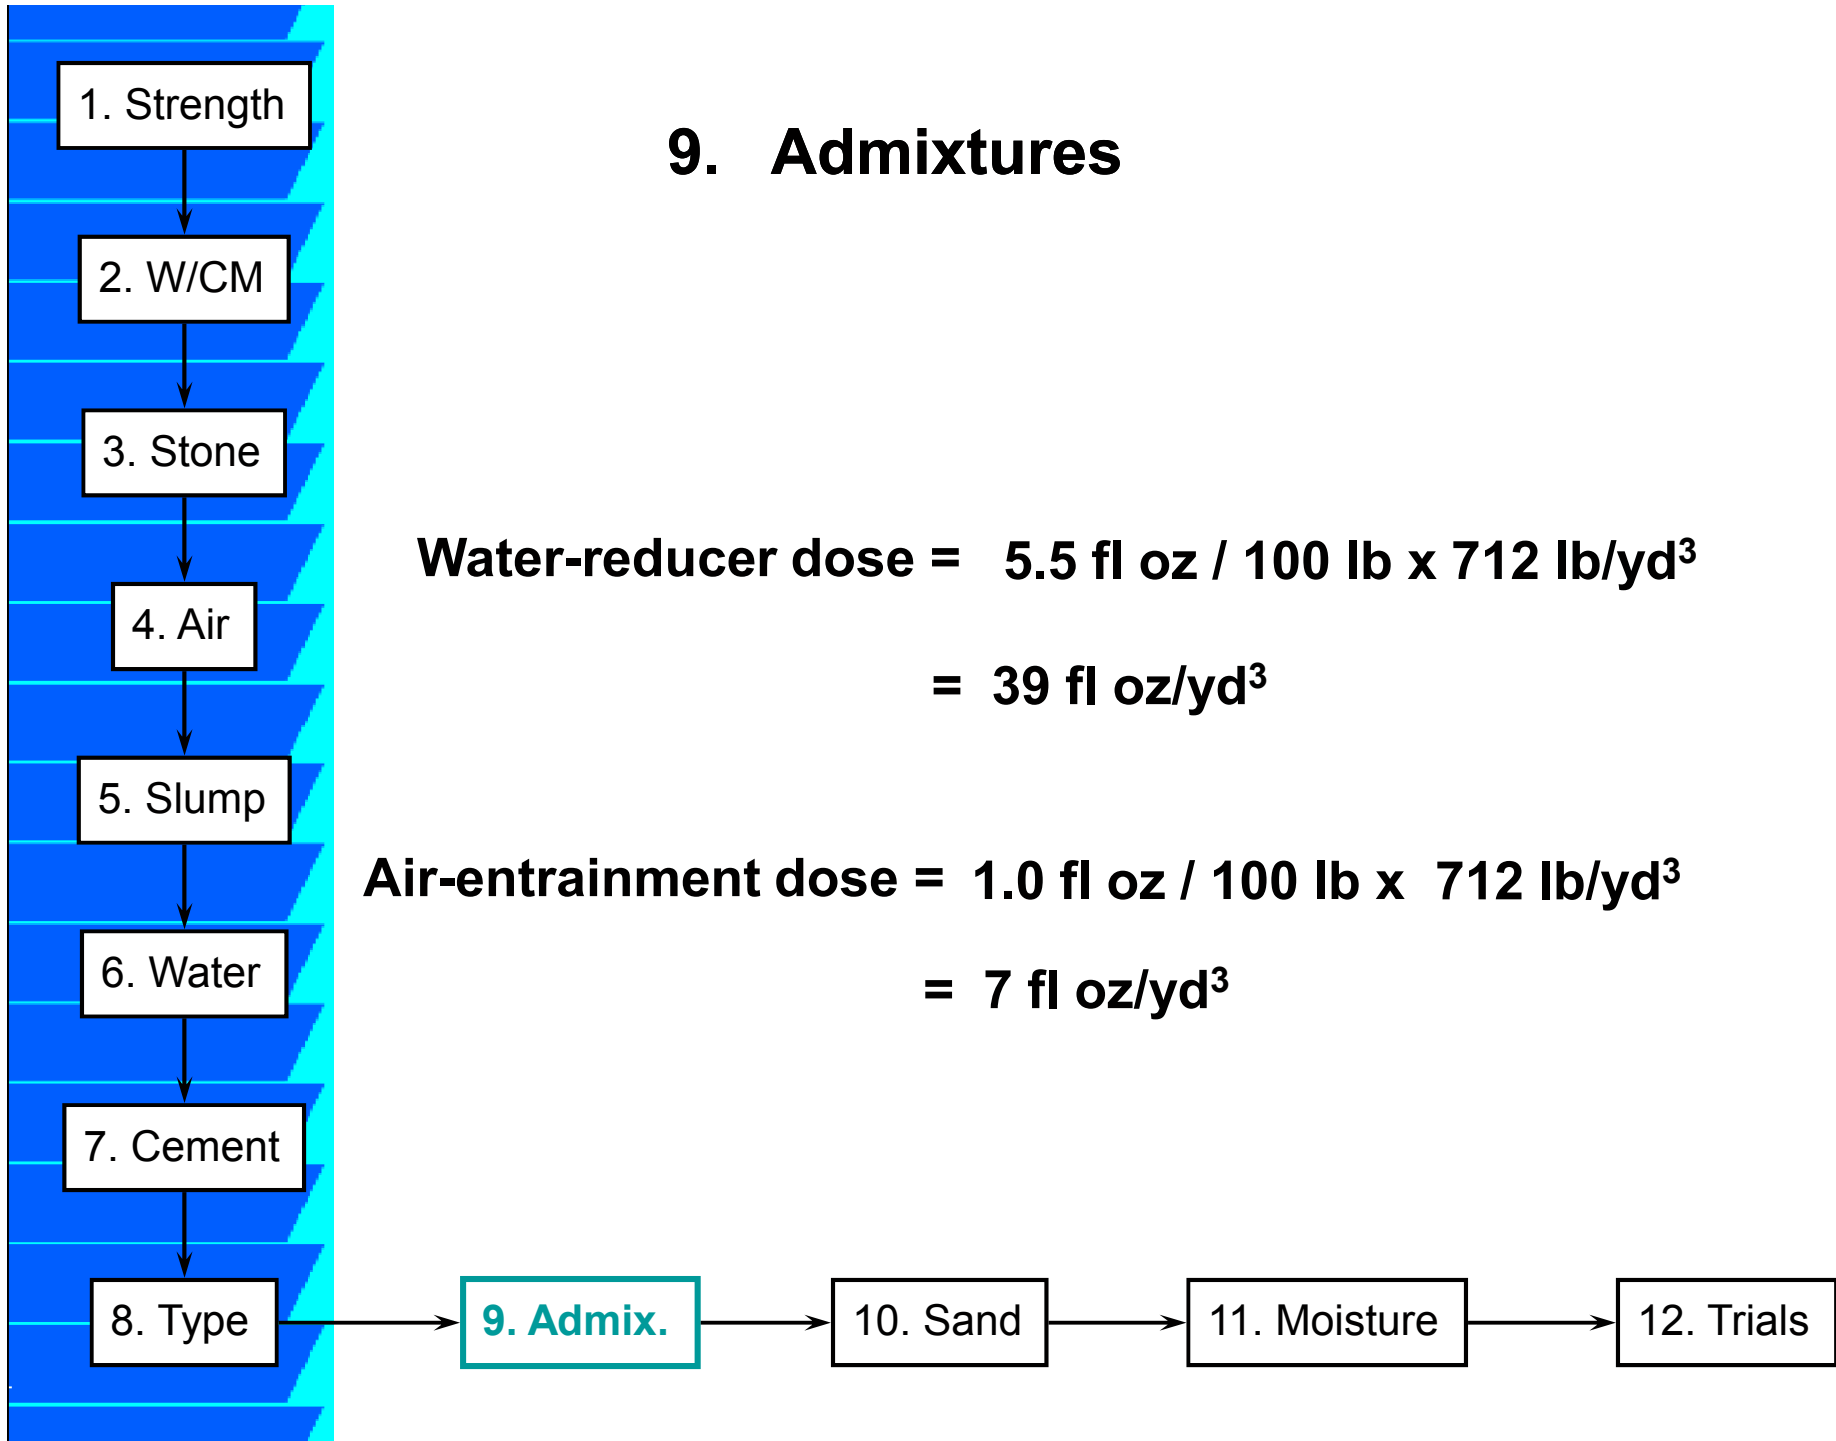 1. Strength
2. W/CM
3. Stone
4. Air
5. Slump
6. Water
7. Cement
8. Type
9. Admixtures
Water-reducer dose = 5.5 fl oz / 100 lb x 712 lb/yd³
= 39 fl oz/yd³
Air-entrainment dose = 1.0 fl oz / 100 lb x 712 lb/yd³
= 7 fl oz/yd³
9. Admix.
10. Sand
11. Moisture
12. Trials